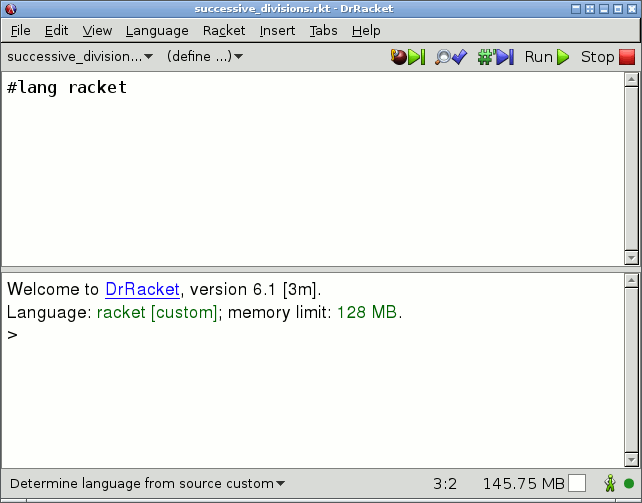 successive_divisions.rkt - DrRacket
File Edit View Language Racket Insert Tabs Help
successive_division... (define ...) Run Stop
#lang racket
Welcome to DrRacket, version 6.1 [3m].
Language: racket [custom]; memory limit: 128 MB.
>
Determine language from source custom 3:2 145.75 MB